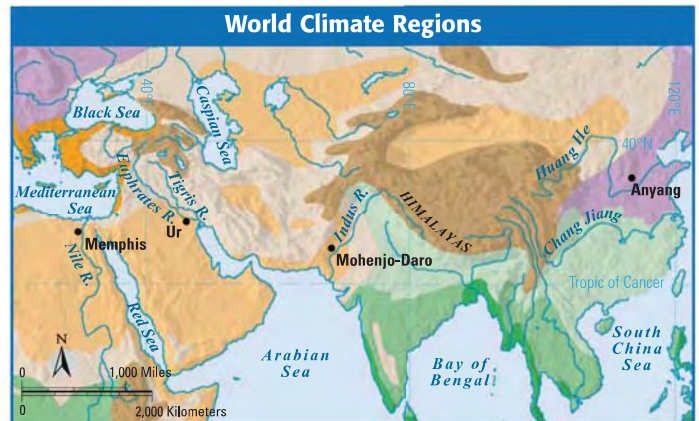 World Climate Regions
40°E
80°E
120°E
Black Sea
Caspian Sea
Huang He
40°N
Anyang
Mediterranean
Sea
Euphrates R.
Tigris R.
Indus R.
HIMALAYAS
Chang Jiang
Ur
Memphis
Mohenjo-Daro
Nile R.
Tropic of Cancer
Red Sea
N
0 1,000 Miles
0 2,000 Kilometers
Arabian
Sea
Bay of
Bengal
South
China
Sea